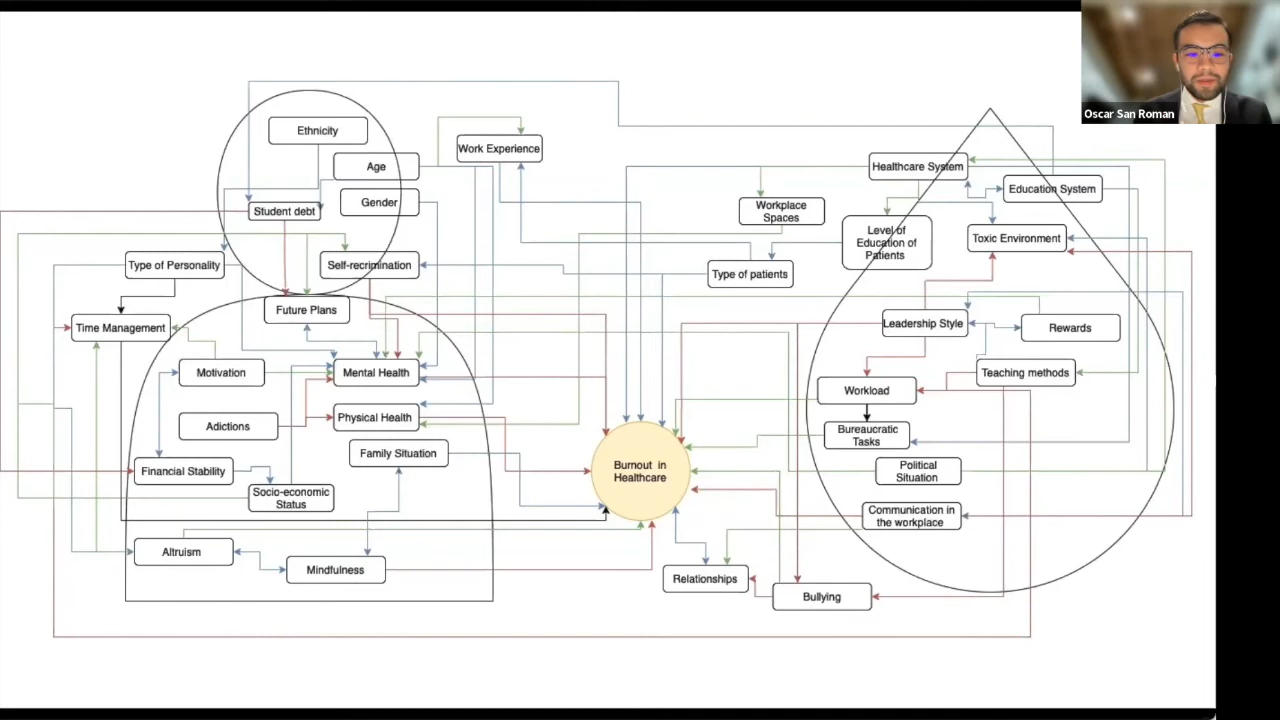 Oscar San Roman
Ethnicity
Age
Gender
Student debt
Work Experience
Healthcare System
Education System
Workplace
Spaces
Level of
Education of
Patients
Toxic Environment
Type of Personality
Self-recrimination
Type of patients
Future Plans
Time Management
Leadership Style
Rewards
Motivation
Mental Health
Teaching methods
Workload
Physical Health
Adictions
Bureaucratic
Tasks
Family Situation
Financial Stability
Burnout in
Healthcare
Political
Situation
Socio-economic
Status
Communication in
the workplace
Altruism
Mindfulness
Relationships
Bullying